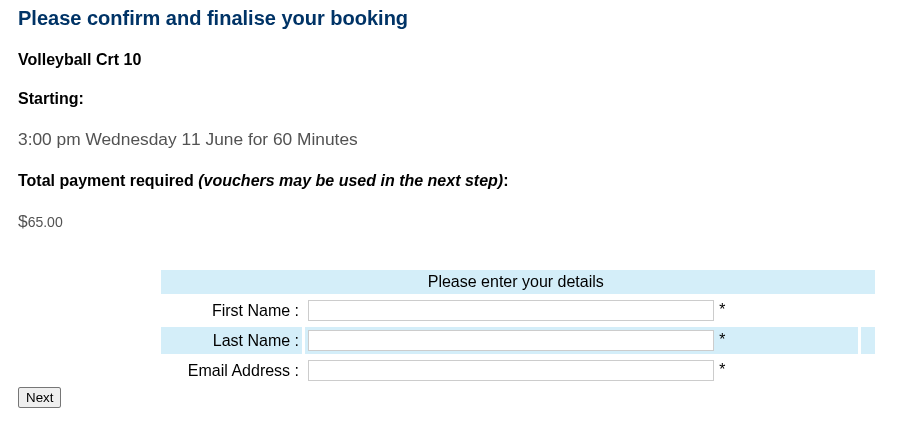 Please confirm and finalise your booking
Volleyball Crt 10
Starting:
3:00 pm Wednesday 11 June for 60 Minutes
Total payment required (vouchers may be used in the next step):
$65.00
Please enter your details
First Name : *
Last Name : *
Email Address : *
Next